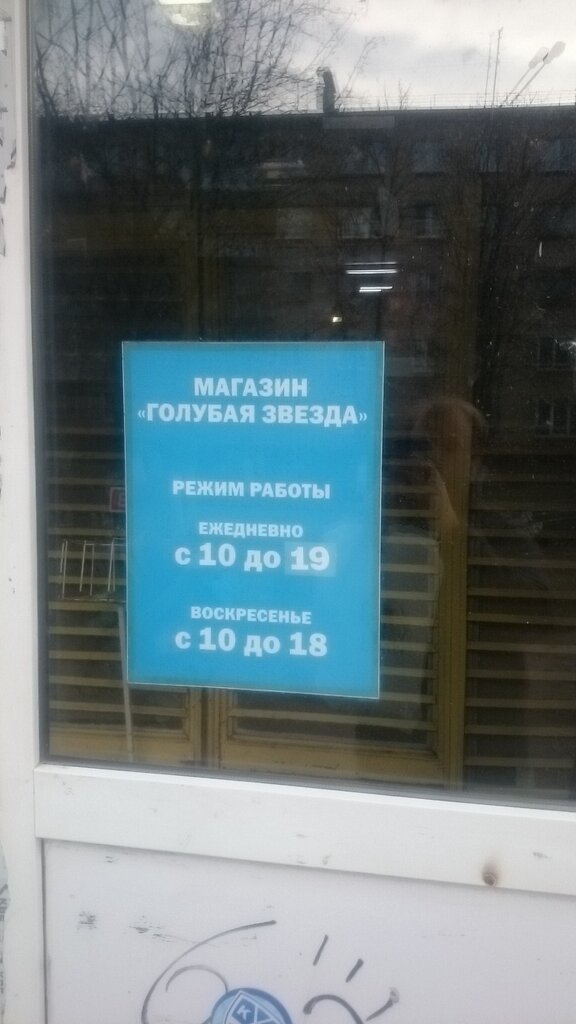 МАГАЗИН
«ГОЛУБАЯ ЗВЕЗДА»
РЕЖИМ РАБОТЫ
ЕЖЕДНЕВНО
с 10 до 19
ВОСКРЕСЕНЬЕ
с 10 до 18